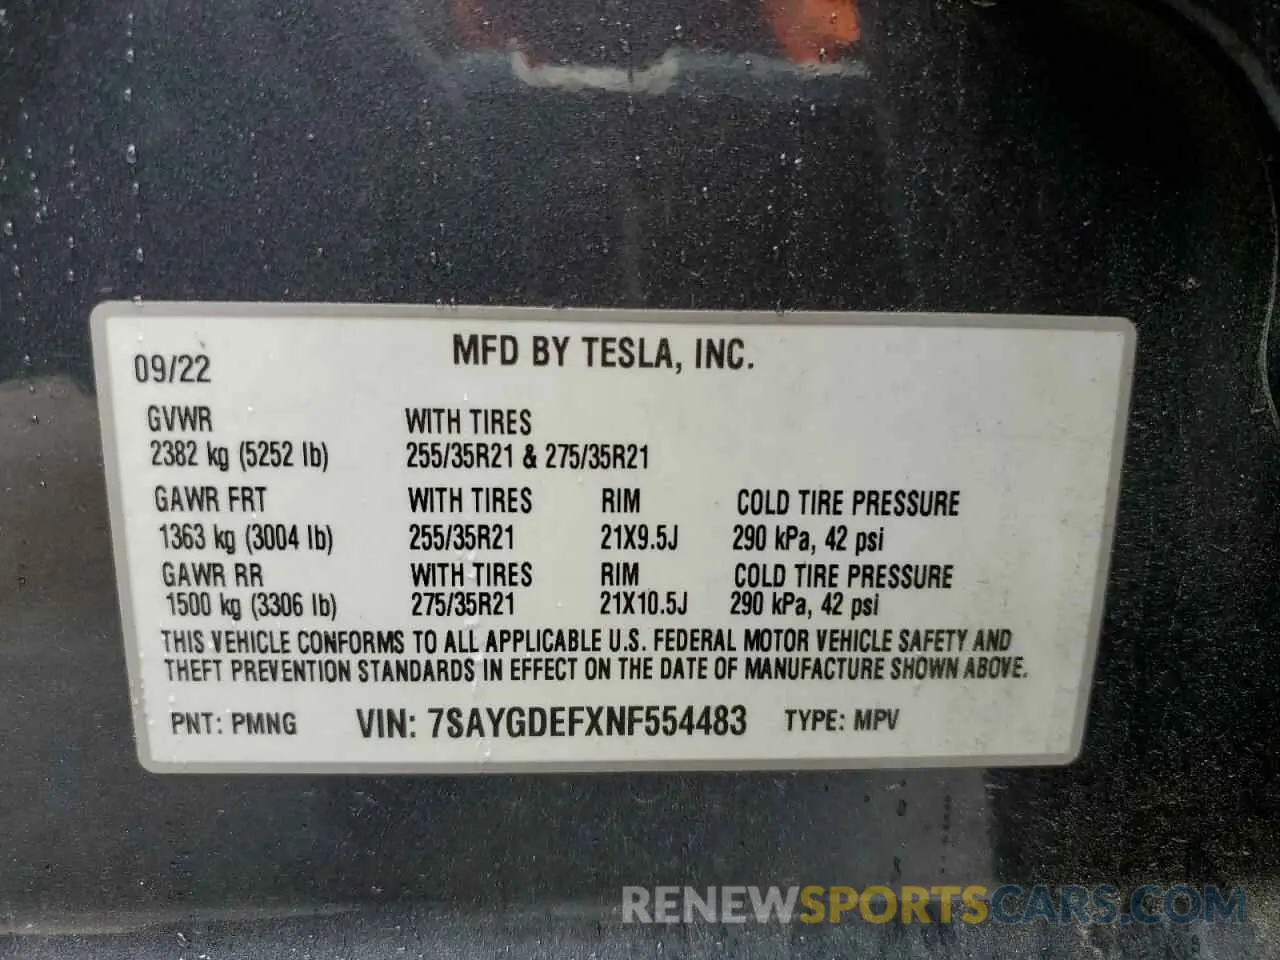 09/22 MFD BY TESLA, INC.
GVWR WITH TIRES
2382 kg (5252 lb) 255/35R21 & 275/35R21
GAWR FRT WITH TIRES RIM COLD TIRE PRESSURE
1363 kg (3004 lb) 255/35R21 21X9.5J 290 kPa, 42 psi
GAWR RR WITH TIRES RIM COLD TIRE PRESSURE
1500 kg (3306 lb) 275/35R21 21X10.5J 290 kPa, 42 psi
THIS VEHICLE CONFORMS TO ALL APPLICABLE U.S. FEDERAL MOTOR VEHICLE SAFETY AND
THEFT PREVENTION STANDARDS IN EFFECT ON THE DATE OF MANUFACTURE SHOWN ABOVE.
PNT: PMNG VIN: 7SAYGDEFXNF554483 TYPE: MPV
RENEWSPORTSCARS.COM